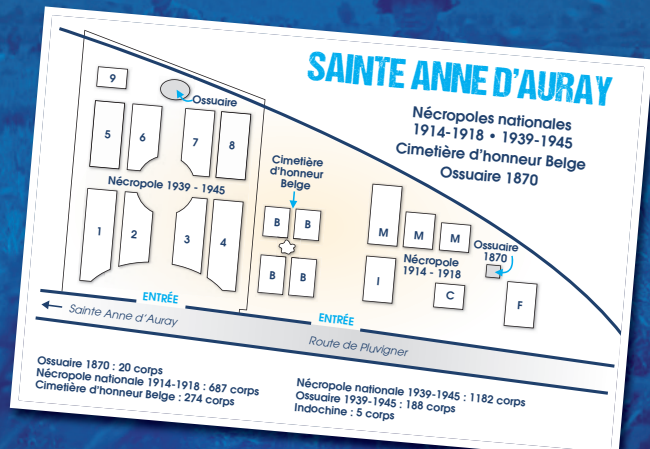 SAINTE ANNE D'AURAY
Nécropoles nationales
1914-1918 • 1939-1945
Cimetière d'honneur Belge
Ossuaire 1870
9
Ossuaire
5
6
7
8
Nécropole 1939 - 1945
1
2
3
4
Cimetière
d'honneur
Belge
B
B
B
B
M
M
M
Ossuaire
1870
Nécropole
1914 - 1918
I
C
F
ENTRÉE
ENTRÉE
Sainte Anne d'Auray
Route de Pluvigner
Ossuaire 1870 : 20 corps
Nécropole nationale 1914-1918 : 687 corps
Cimetière d'honneur Belge : 274 corps
Nécropole nationale 1939-1945 : 1182 corps
Ossuaire 1939-1945 : 188 corps
Indochine : 5 corps